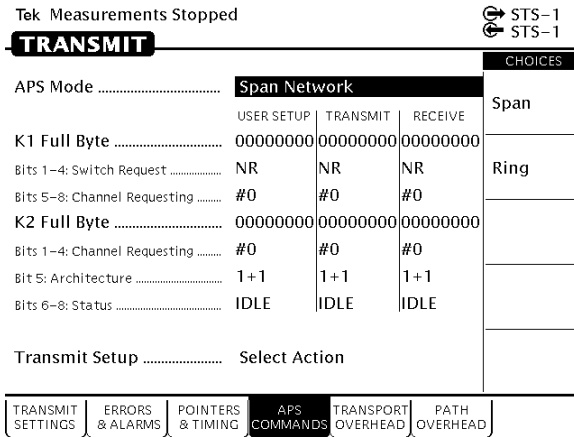 Tek Measurements Stopped
STS-1
STS-1
TRANSMIT
CHOICES
APS Mode ................................ Span Network
Span
USER SETUP TRANSMIT RECEIVE
K1 Full Byte ............................ 00000000 00000000 00000000
Bits 1-4: Switch Request .................. NR NR NR
Ring
Bits 5-8: Channel Requesting ......... #0 #0 #0
K2 Full Byte ............................ 00000000 00000000 00000000
Bits 1-4: Channel Requesting ......... #0 #0 #0
Bit 5: Architecture ............................. 1+1 1+1 1+1
Bits 6-8: Status .................................. IDLE IDLE IDLE
Transmit Setup ..................... Select Action
TRANSMIT SETTINGS
ERRORS & ALARMS
POINTERS & TIMING
APS COMMANDS
TRANSPORT OVERHEAD
PATH OVERHEAD